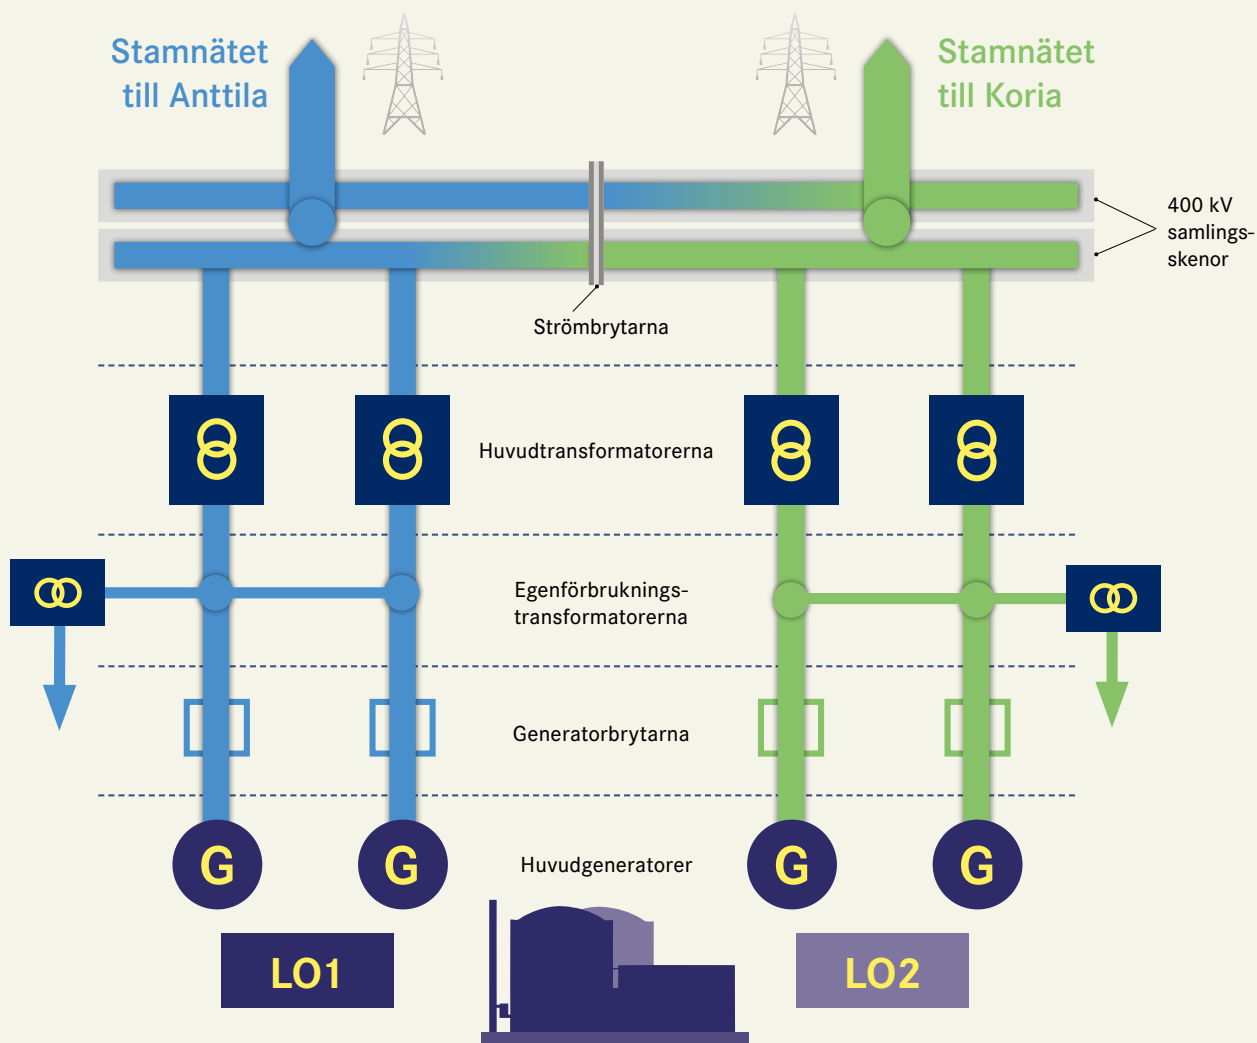 Stamnätet
till Anttila
Stamnätet
till Koria
400 kV
samlings-
skenor
Strömbrytarna
Huvudtransformatorerna
Egenförbruknings-
transformatorerna
Generatorbrytarna
G
G
Huvudgeneratorer
G
G
LO1
LO2